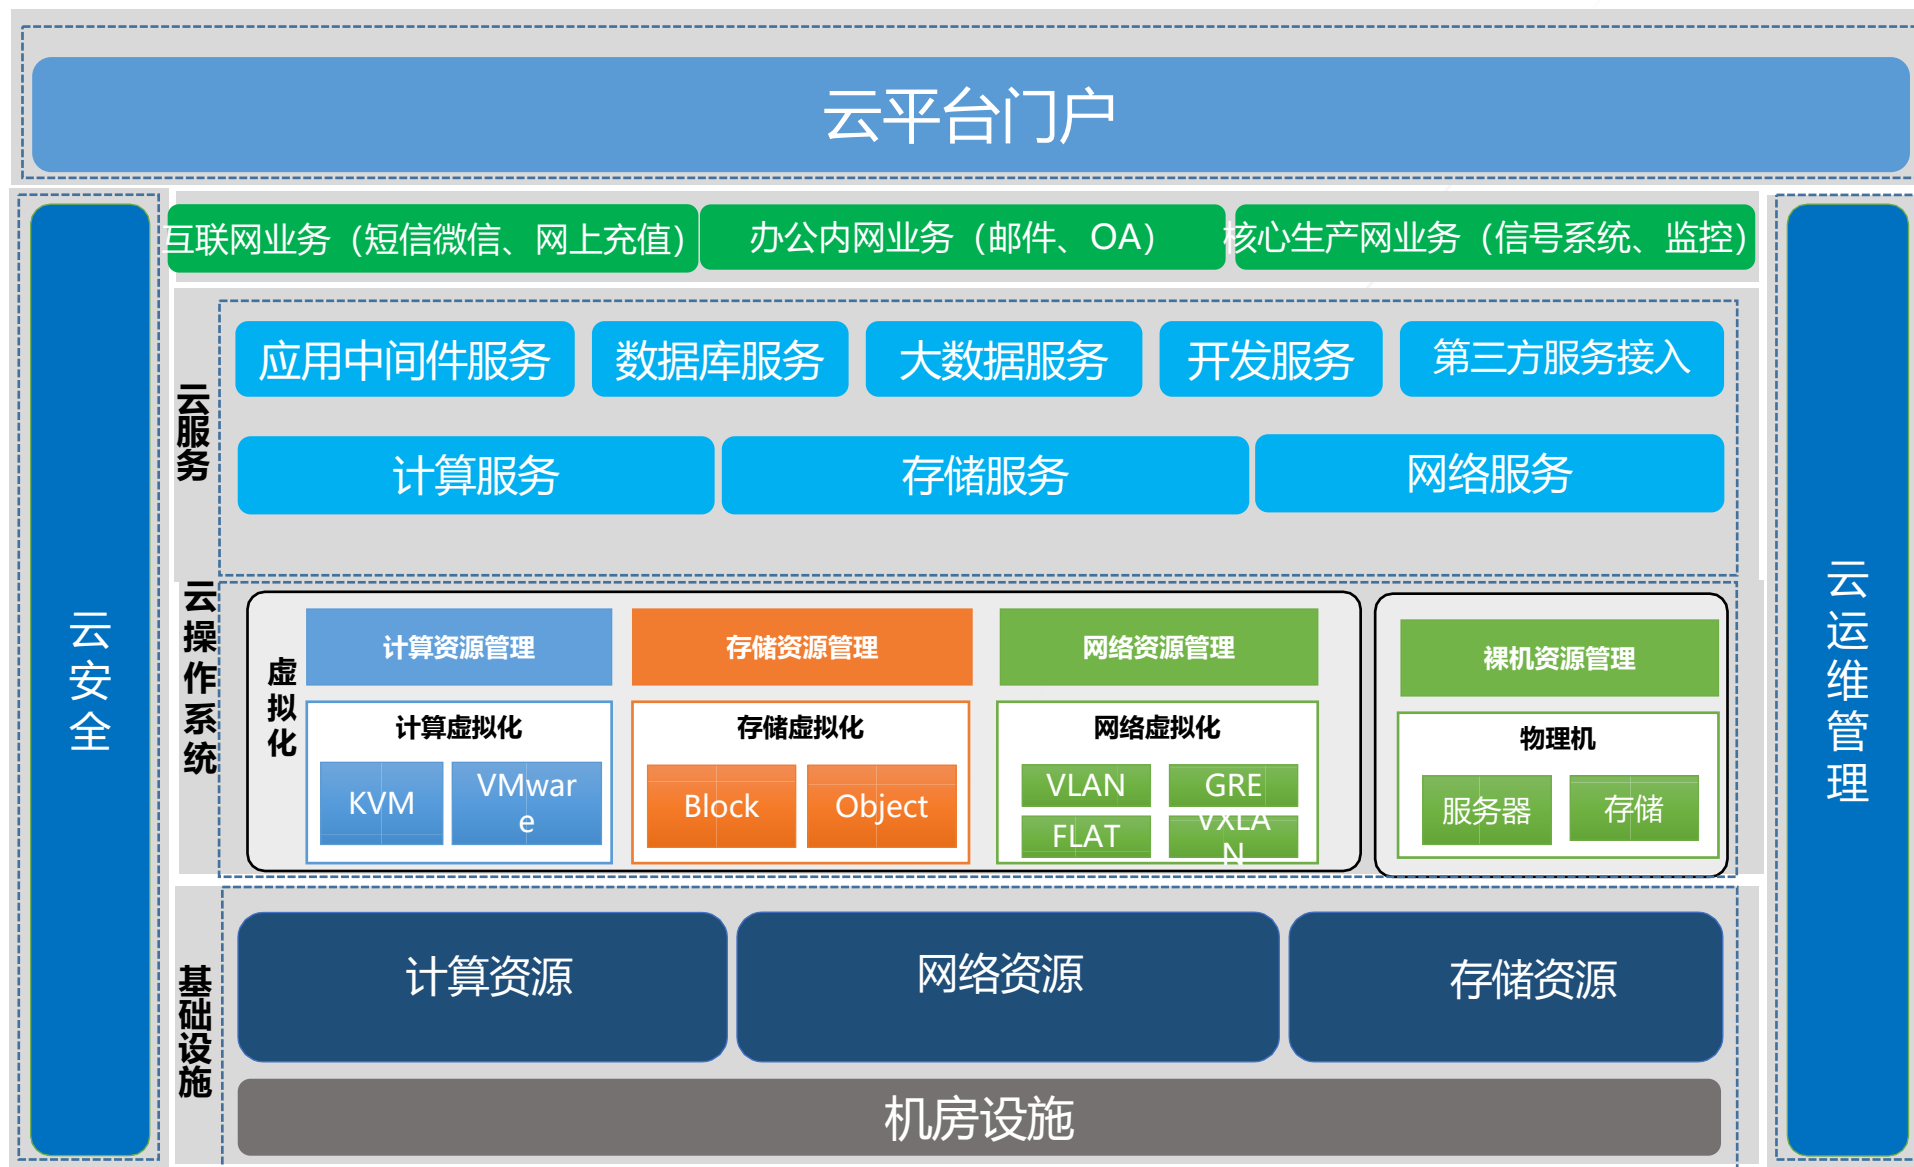 云平台门户
互联网业务（短信微信、网上充值）
办公内网业务（邮件、OA）
核心生产网业务（信号系统、监控）
云安全
云服务
应用中间件服务
数据库服务
大数据服务
开发服务
第三方服务接入
计算服务
存储服务
网络服务
云操作系统
虚拟化
计算资源管理
存储资源管理
网络资源管理
裸机资源管理
计算虚拟化
KVM
VMwar
e
存储虚拟化
Block
Object
网络虚拟化
VLAN
GRE
FLAT
VXLA
N
物理机
服务器
存储
云运维管理
基础设施
计算资源
网络资源
存储资源
机房设施